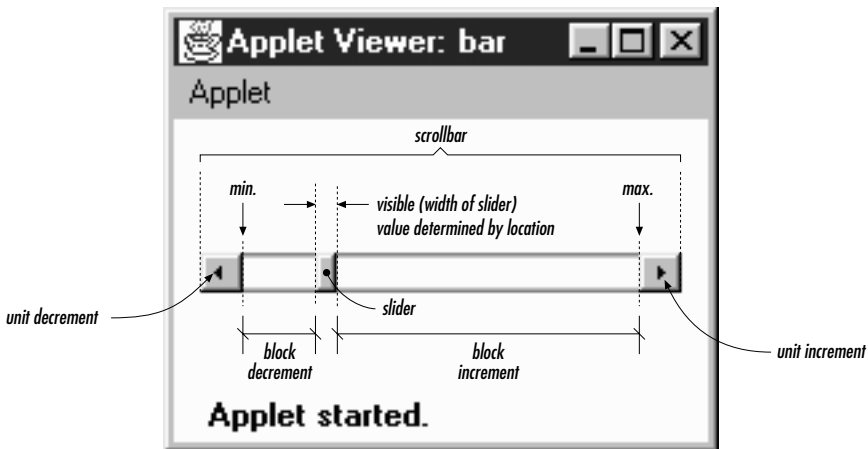 Applet Viewer: bar
Applet
scrollbar
min.
visible (width of slider)
value determined by location
max.
unit decrement
slider
block
decrement
block
increment
unit increment
Applet started.